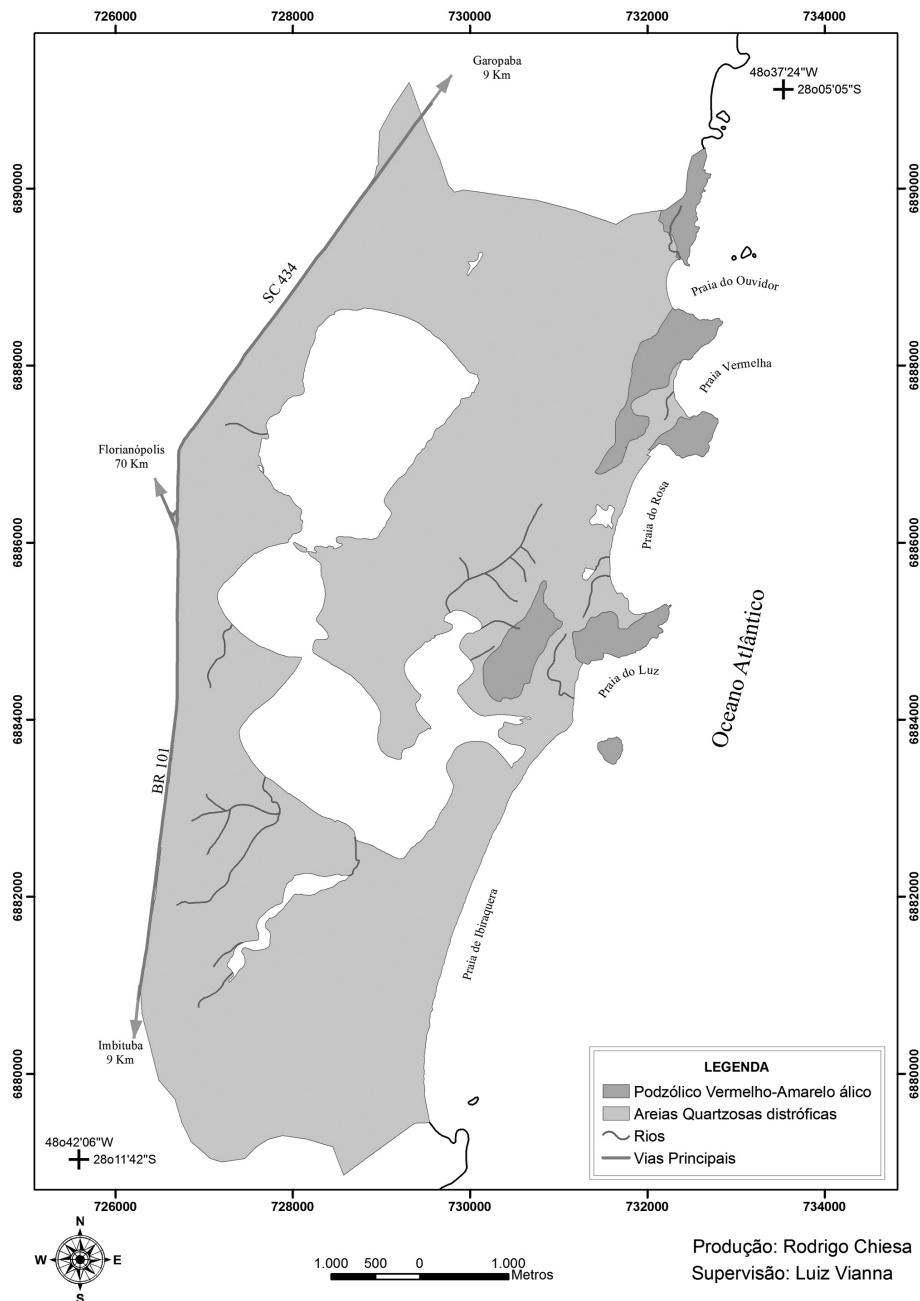 726000
728000
730000
732000
734000
Garopaba
9 Km
48o37'24"W
28o05'05"S
6890000
6890000
SC 434
Praia do Ouvidor
6888000
6888000
Praia Vermelha
Florianópolis
70 Km
Praia do Rosa
6886000
6886000
Oceano Atlântico
Praia do Luz
6884000
6884000
BR 101
6882000
6882000
Praia de Ibiraquera
Imbituba
9 Km
6880000
6880000
LEGENDA
Podzólico Vermelho-Amarelo álico
Areias Quartzosas distróficas
Rios
Vias Principais
48o42'06"W
28o11'42"S
726000
728000
730000
732000
734000
N
W
E
S
1.000
500
0
1.000
Metros
Produção: Rodrigo Chiesa
Supervisão: Luiz Vianna